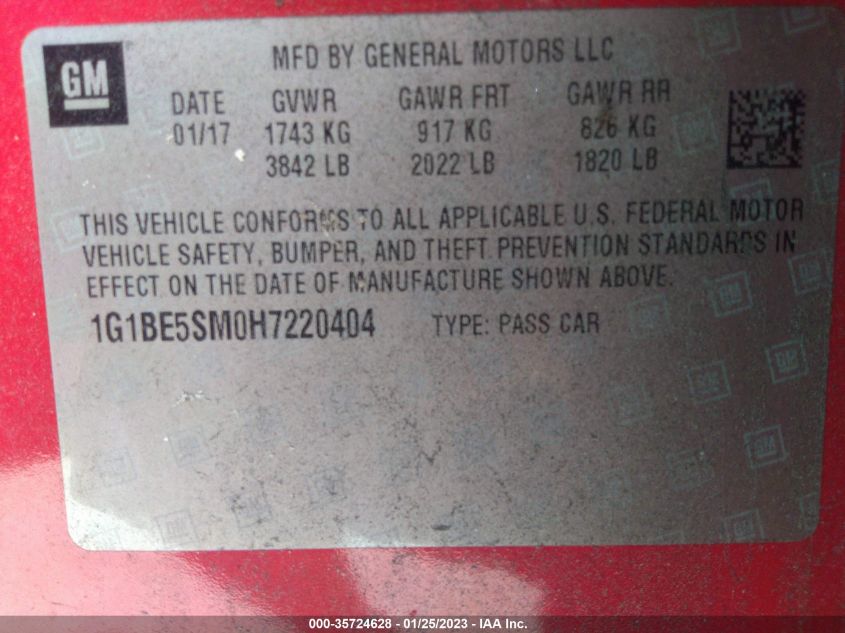 GM
MFD BY GENERAL MOTORS LLC
DATE GVWR GAWR FRT GAWR RR
01/17 1743 KG 917 KG 826 KG
3842 LB 2022 LB 1820 LB
THIS VEHICLE CONFORMS TO ALL APPLICABLE U.S. FEDERAL MOTOR
VEHICLE SAFETY, BUMPER, AND THEFT PREVENTION STANDARDS IN
EFFECT ON THE DATE OF MANUFACTURE SHOWN ABOVE.
1G1BE5SM0H7220404 TYPE: PASS CAR
000-35724628 - 01/25/2023 - IAA Inc.